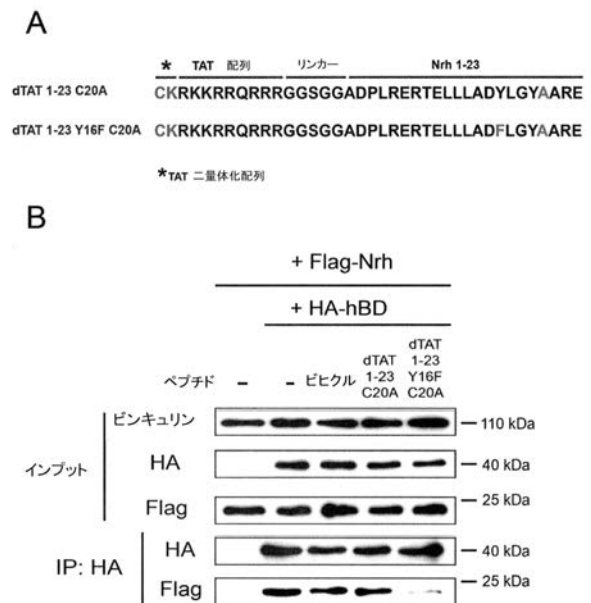 A
* TAT 配列 リンカー Nrh 1-23
dTAT 1-23 C20A CKRKKRRQRRRGGSGGADPLRERTELLLADYLGYAARE
dTAT 1-23 Y16F C20A CKRKKRRQRRRGGSGGADPLRERTELLLADFLGYAARE
*TAT 二量体化配列
B
+ Flag-Nrh
+ HA-hBD
ペプチド – – ビヒクル dTAT 1-23 C20A dTAT 1-23 Y16F C20A
インプット
ビンキュリン 110 kDa
HA 40 kDa
Flag 25 kDa
IP: HA
HA 40 kDa
Flag 25 kDa